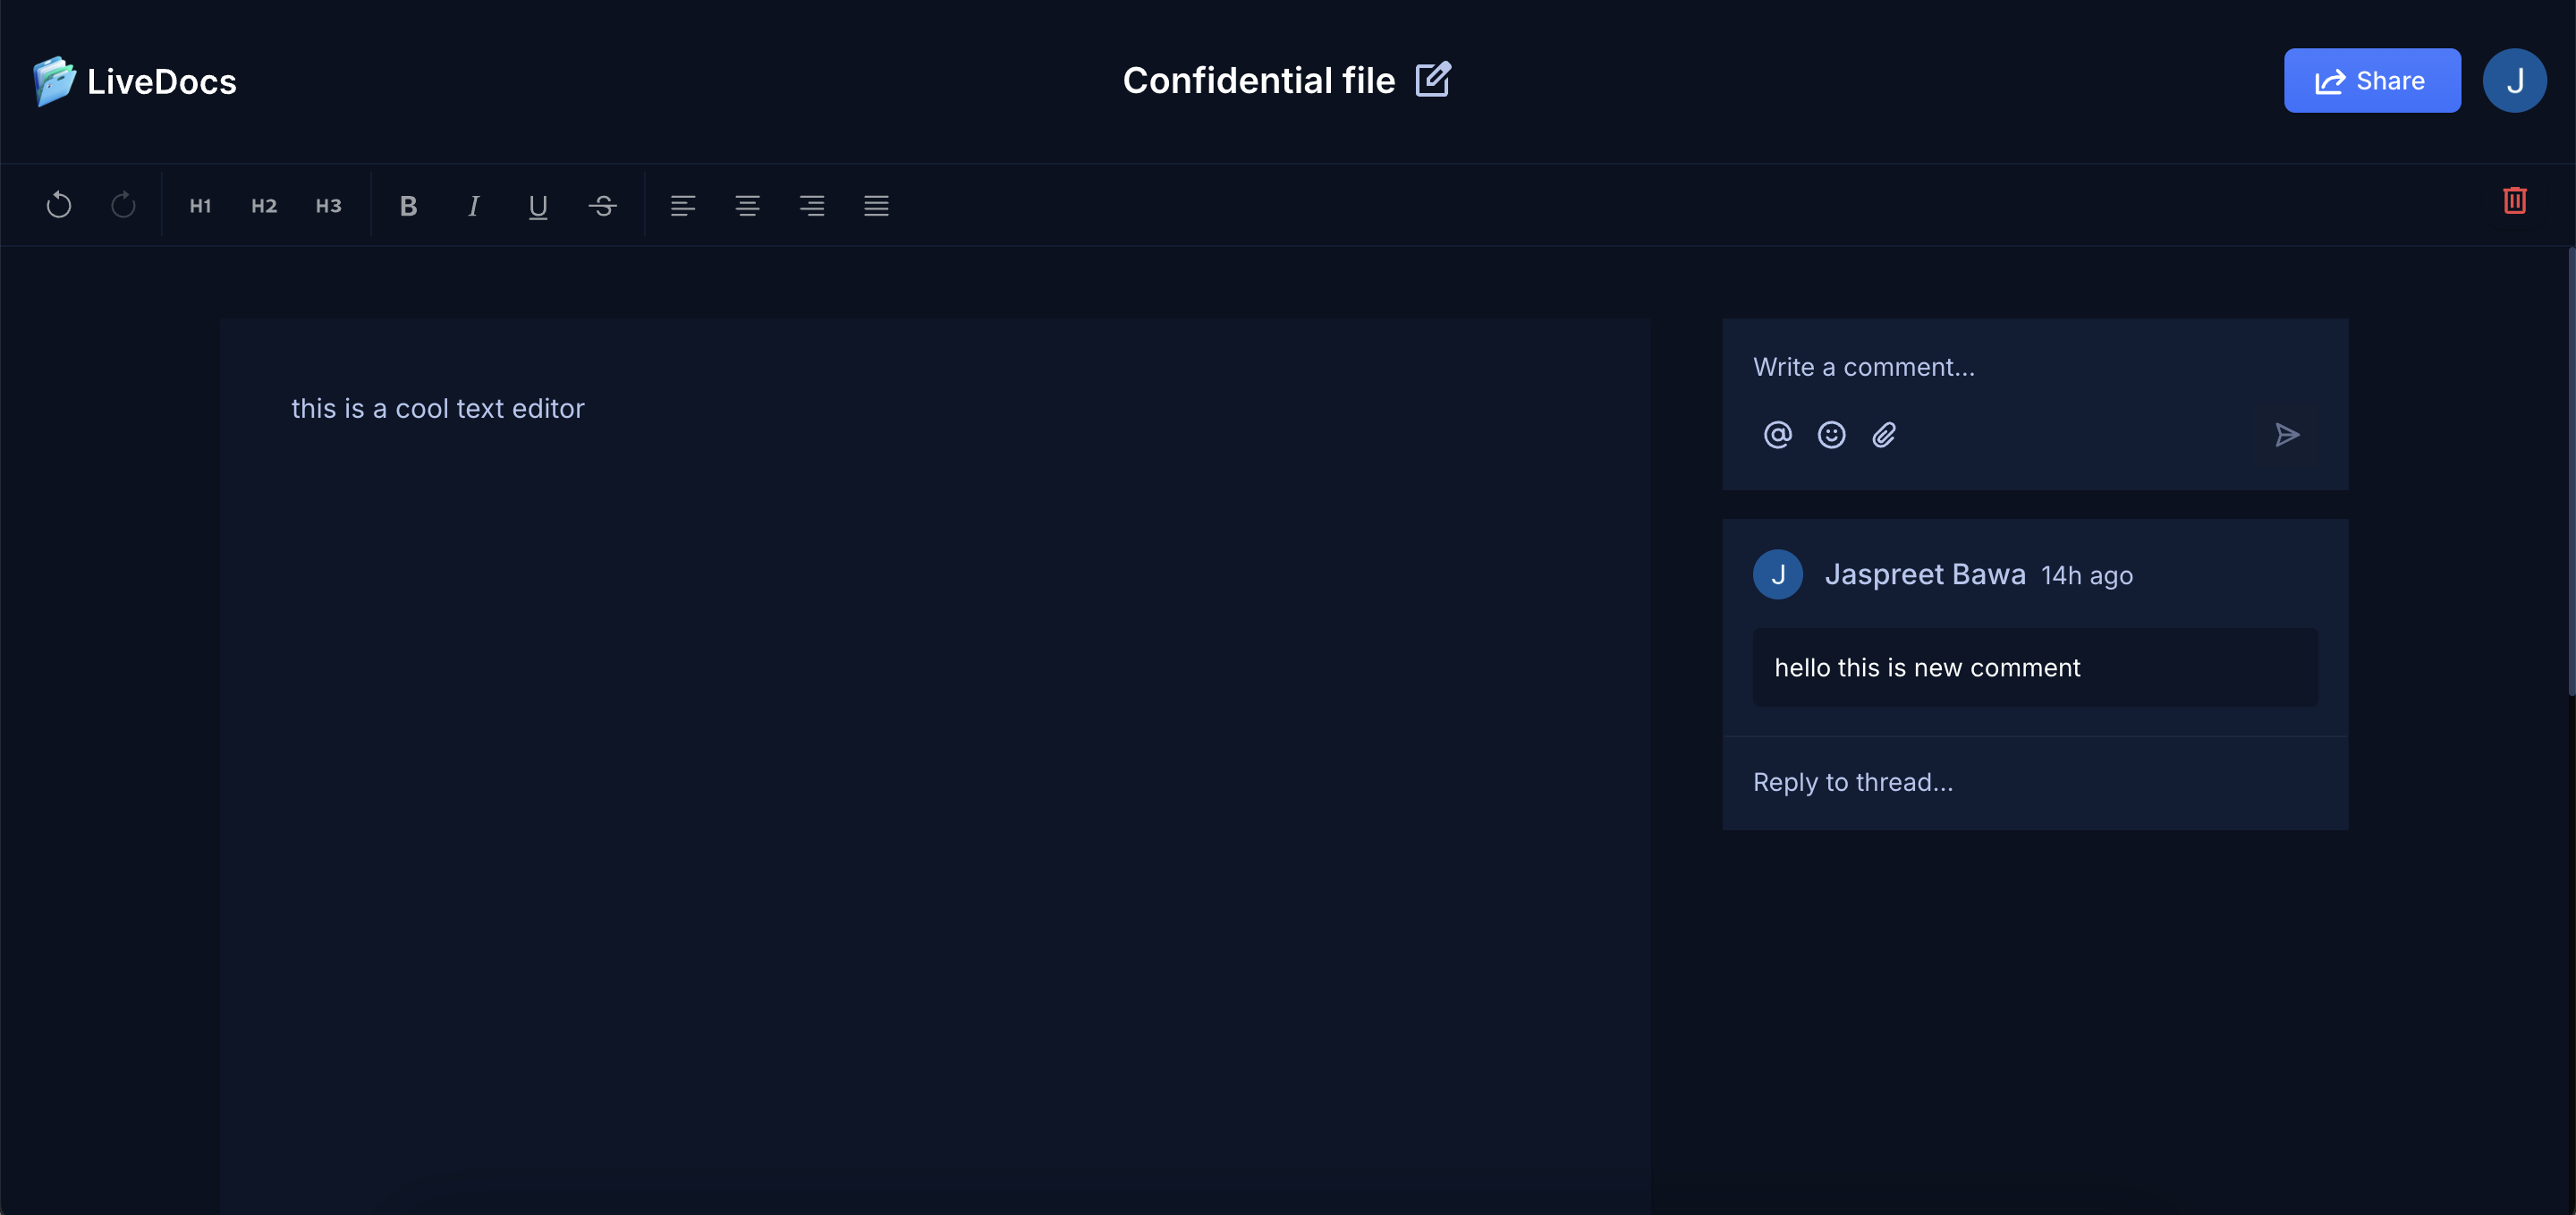 LiveDocs
Confidential file
Share
J
H1 H2 H3 B I U S
this is a cool text editor
Write a comment...
J Jaspreet Bawa 14h ago
hello this is new comment
Reply to thread...